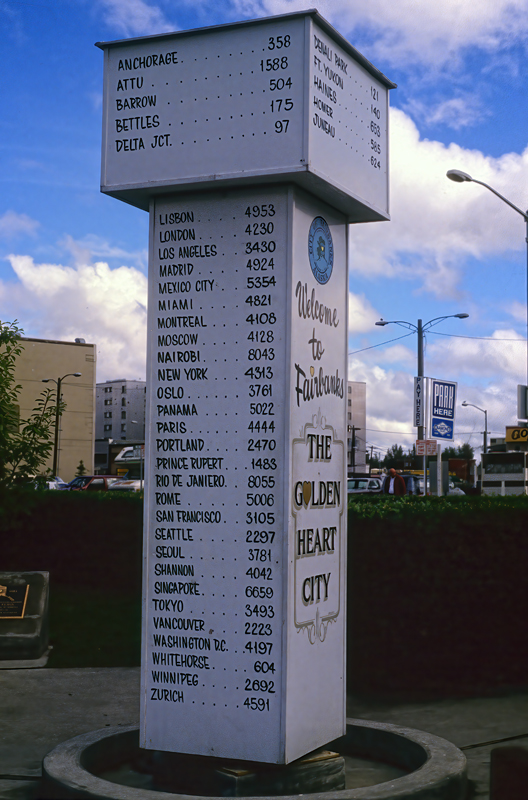 ANCHORAGE . . . . . . . . 358
ATTU . . . . . . . . . . 1588
BARROW . . . . . . . . . 504
BETTLES . . . . . . . . . 175
DELTA JCT. . . . . . . . . 97
DENALI PARK . . 121
FT. YUKON . . . 140
HAINES . . . . . 653
HOMER . . . . . 585
JUNEAU . . . . . 624
LISBON . . . . 4953
LONDON . . . . 4230
LOS ANGELES . . 3430
MADRID . . . . 4924
MEXICO CITY . . 5354
MIAMI . . . . . 4821
MONTREAL . . . 4108
MOSCOW . . . . 4128
NAIROBI . . . . 8043
NEW YORK . . . 4313
OSLO . . . . . 3761
PANAMA . . . . 5022
PARIS . . . . . 4444
PORTLAND . . . 2470
PRINCE RUPERT . 1483
RIO DE JANIERO . 8055
ROME . . . . . 5006
SAN FRANCISCO . 3105
SEATTLE . . . . 2297
SEOUL . . . . . 3781
SHANNON . . . . 4042
SINGAPORE . . . 6659
TOKYO . . . . . 3493
VANCOUVER . . . 2223
WASHINGTON D.C. . 4197
WHITEHORSE . . . 604
WINNIPEG . . . . 2692
ZURICH . . . . . 4591
Welcome
to
Fairbanks
THE
GOLDEN
HEART
CITY
PAY HERE
PARK
HERE
GO